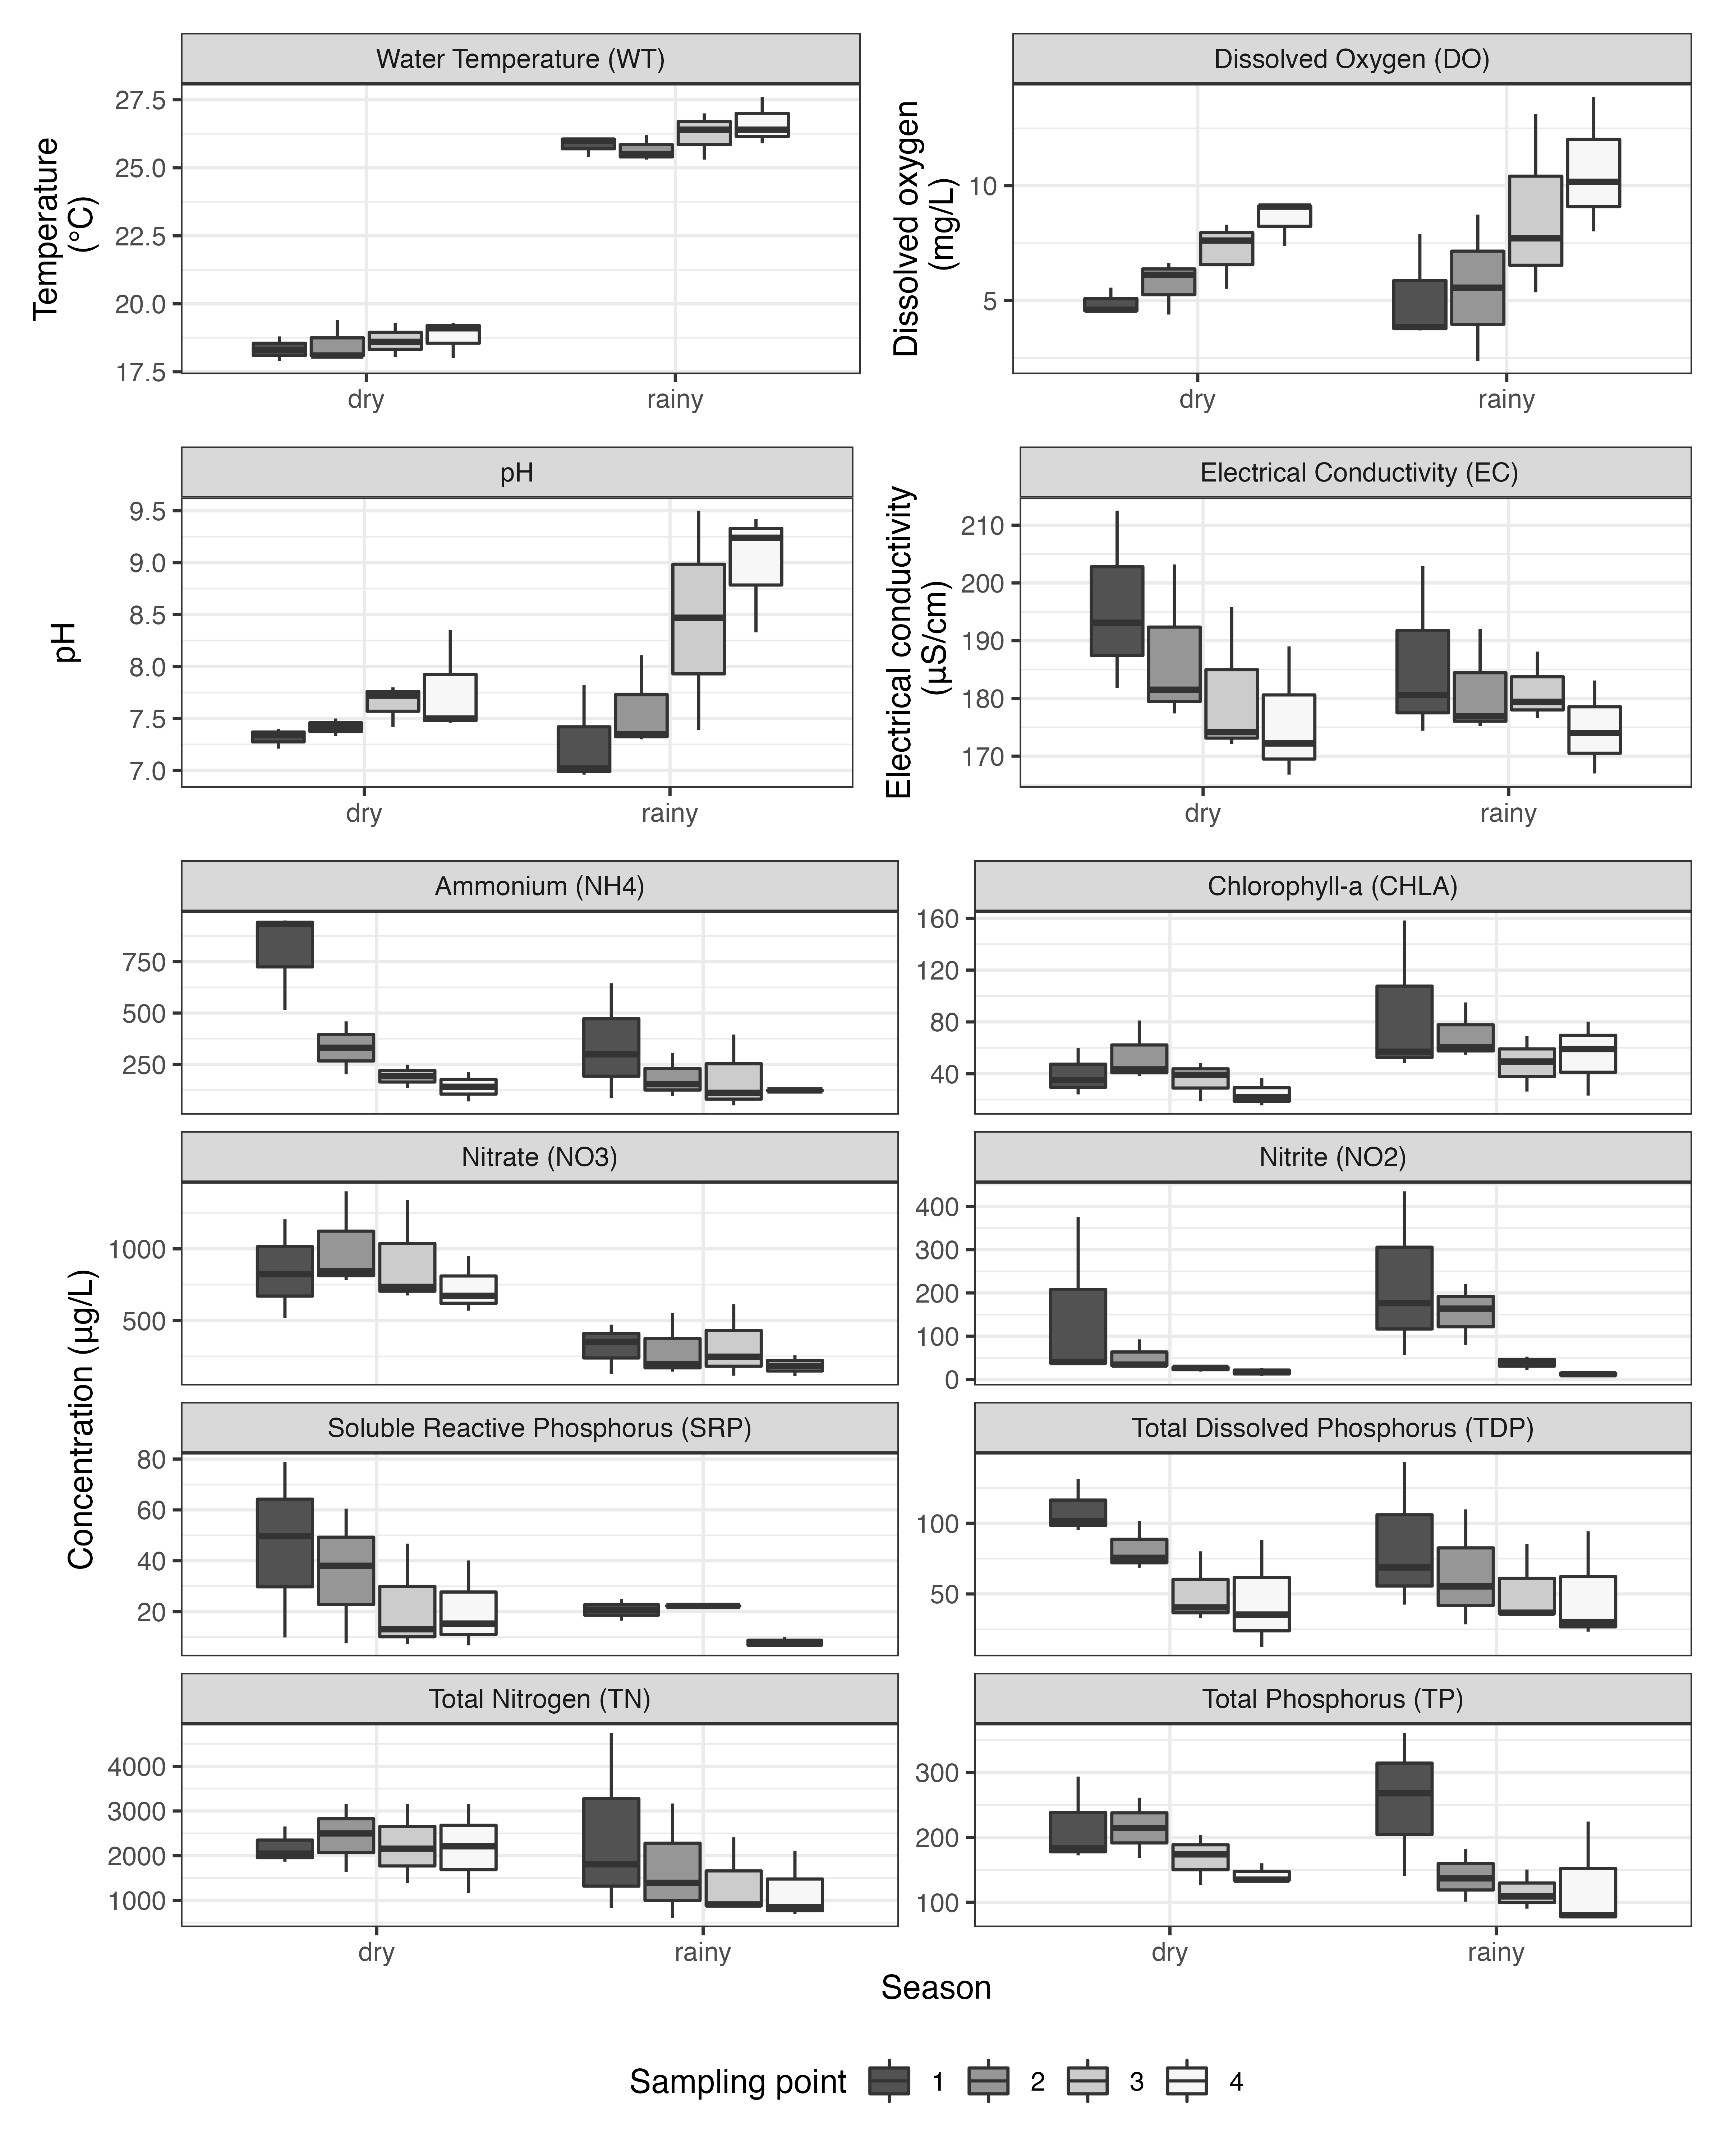 Water Temperature (WT)
Temperature
(°C)
27.5
25.0
22.5
20.0
17.5
dry
rainy
Dissolved Oxygen (DO)
Dissolved oxygen
(mg/L)
10
5
dry
rainy
pH
pH
9.5
9.0
8.5
8.0
7.5
7.0
dry
rainy
Electrical Conductivity (EC)
Electrical conductivity
(µS/cm)
210
200
190
180
170
dry
rainy
Concentration (µg/L)
Ammonium (NH4)
750
500
250
Chlorophyll-a (CHLA)
160
120
80
40
Nitrate (NO3)
1000
500
Nitrite (NO2)
400
300
200
100
0
Soluble Reactive Phosphorus (SRP)
80
60
40
20
Total Dissolved Phosphorus (TDP)
100
50
Total Nitrogen (TN)
4000
3000
2000
1000
dry
rainy
Total Phosphorus (TP)
300
200
100
dry
rainy
Season
Sampling point 1 2 3 4